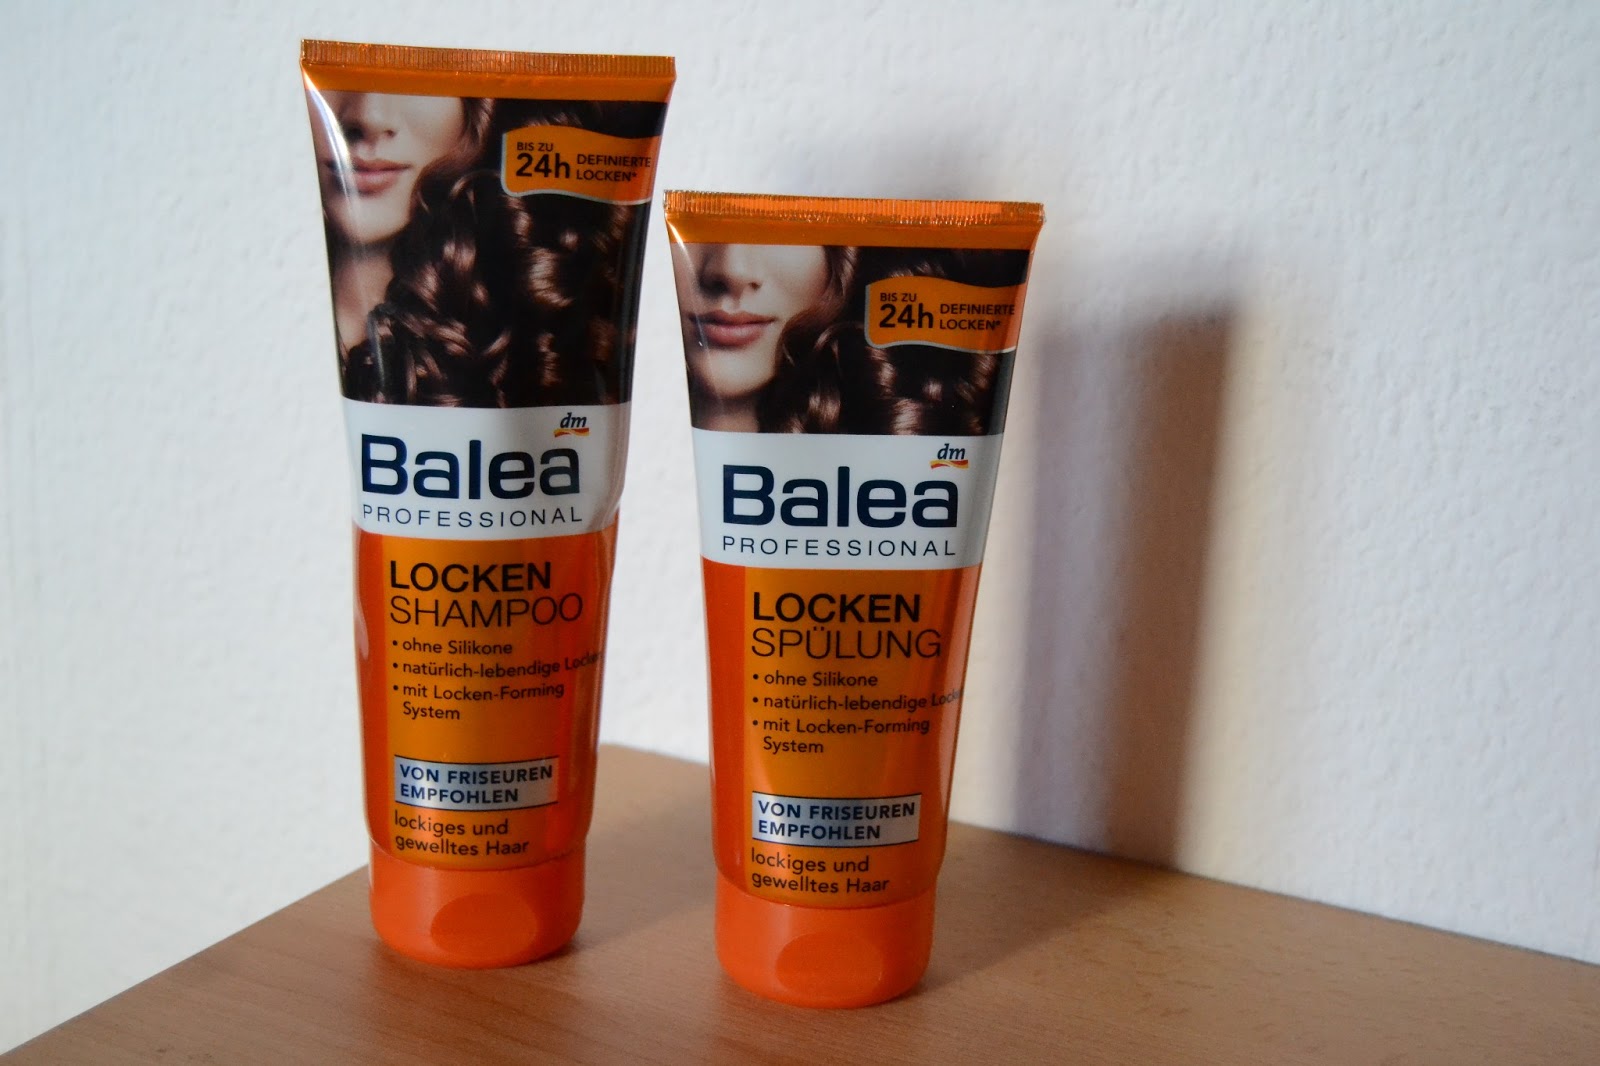 BIS ZU
24h DEFINIERTE
LOCKEN*
dm
Balea
PROFESSIONAL
LOCKEN
SHAMPOO
• ohne Silikone
• natürlich-lebendige Locken
• mit Locken-Forming
System
VON FRISEUREN
EMPFOHLEN
lockiges und
gewelltes Haar
BIS ZU
24h DEFINIERTE
LOCKEN*
dm
Balea
PROFESSIONAL
LOCKEN
SPÜLUNG
• ohne Silikone
• natürlich-lebendige Locke
• mit Locken-Forming
System
VON FRISEUREN
EMPFOHLEN
lockiges und
gewelltes Haar